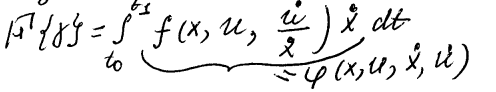 F{γ} = ∫_{t₀}^{t₁} f(x, u, u̇/ẋ) ẋ dt
= φ(x, u, ẋ, u̇)